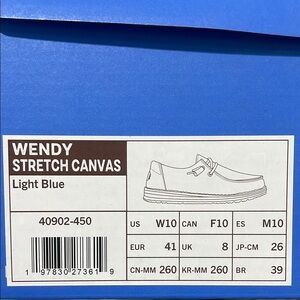 WENDY
STRETCH CANVAS
Light Blue
40902-450
US W10 CAN F10 ES M10
EUR 41 UK 8 JP-CM 26
CN-MM 260 KR-MM 260 BR 39
1 97830 27361 9